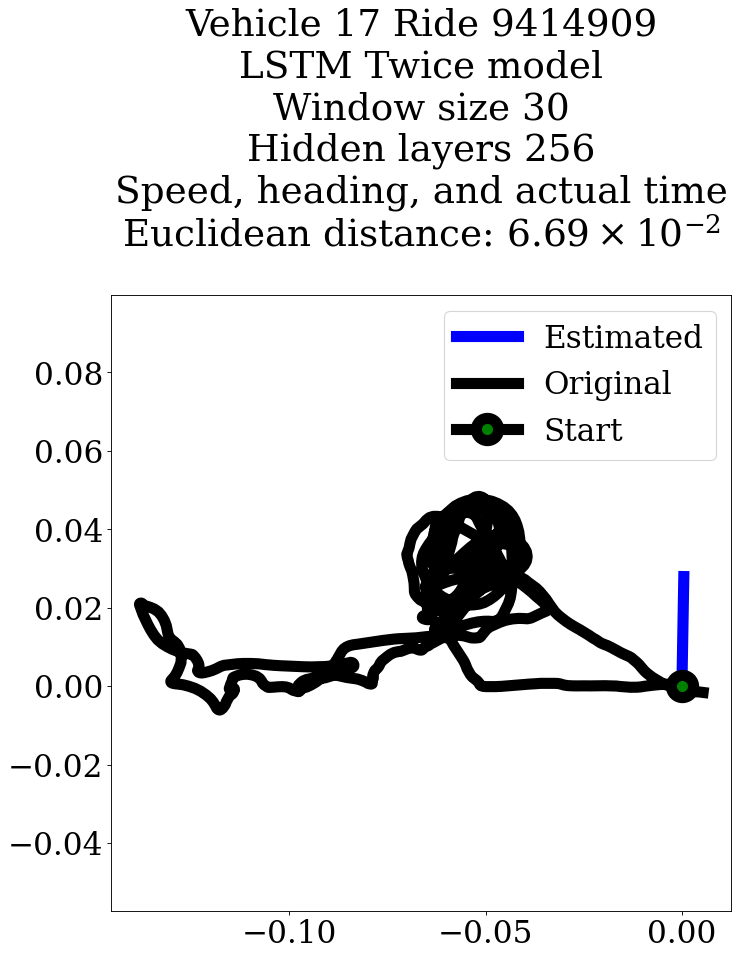 Vehicle 17 Ride 9414909
LSTM Twice model
Window size 30
Hidden layers 256
Speed, heading, and actual time
Euclidean distance: 6.69 × 10⁻²
Estimated
Original
Start
0.08
0.06
0.04
0.02
0.00
−0.02
−0.04
−0.10
−0.05
0.00